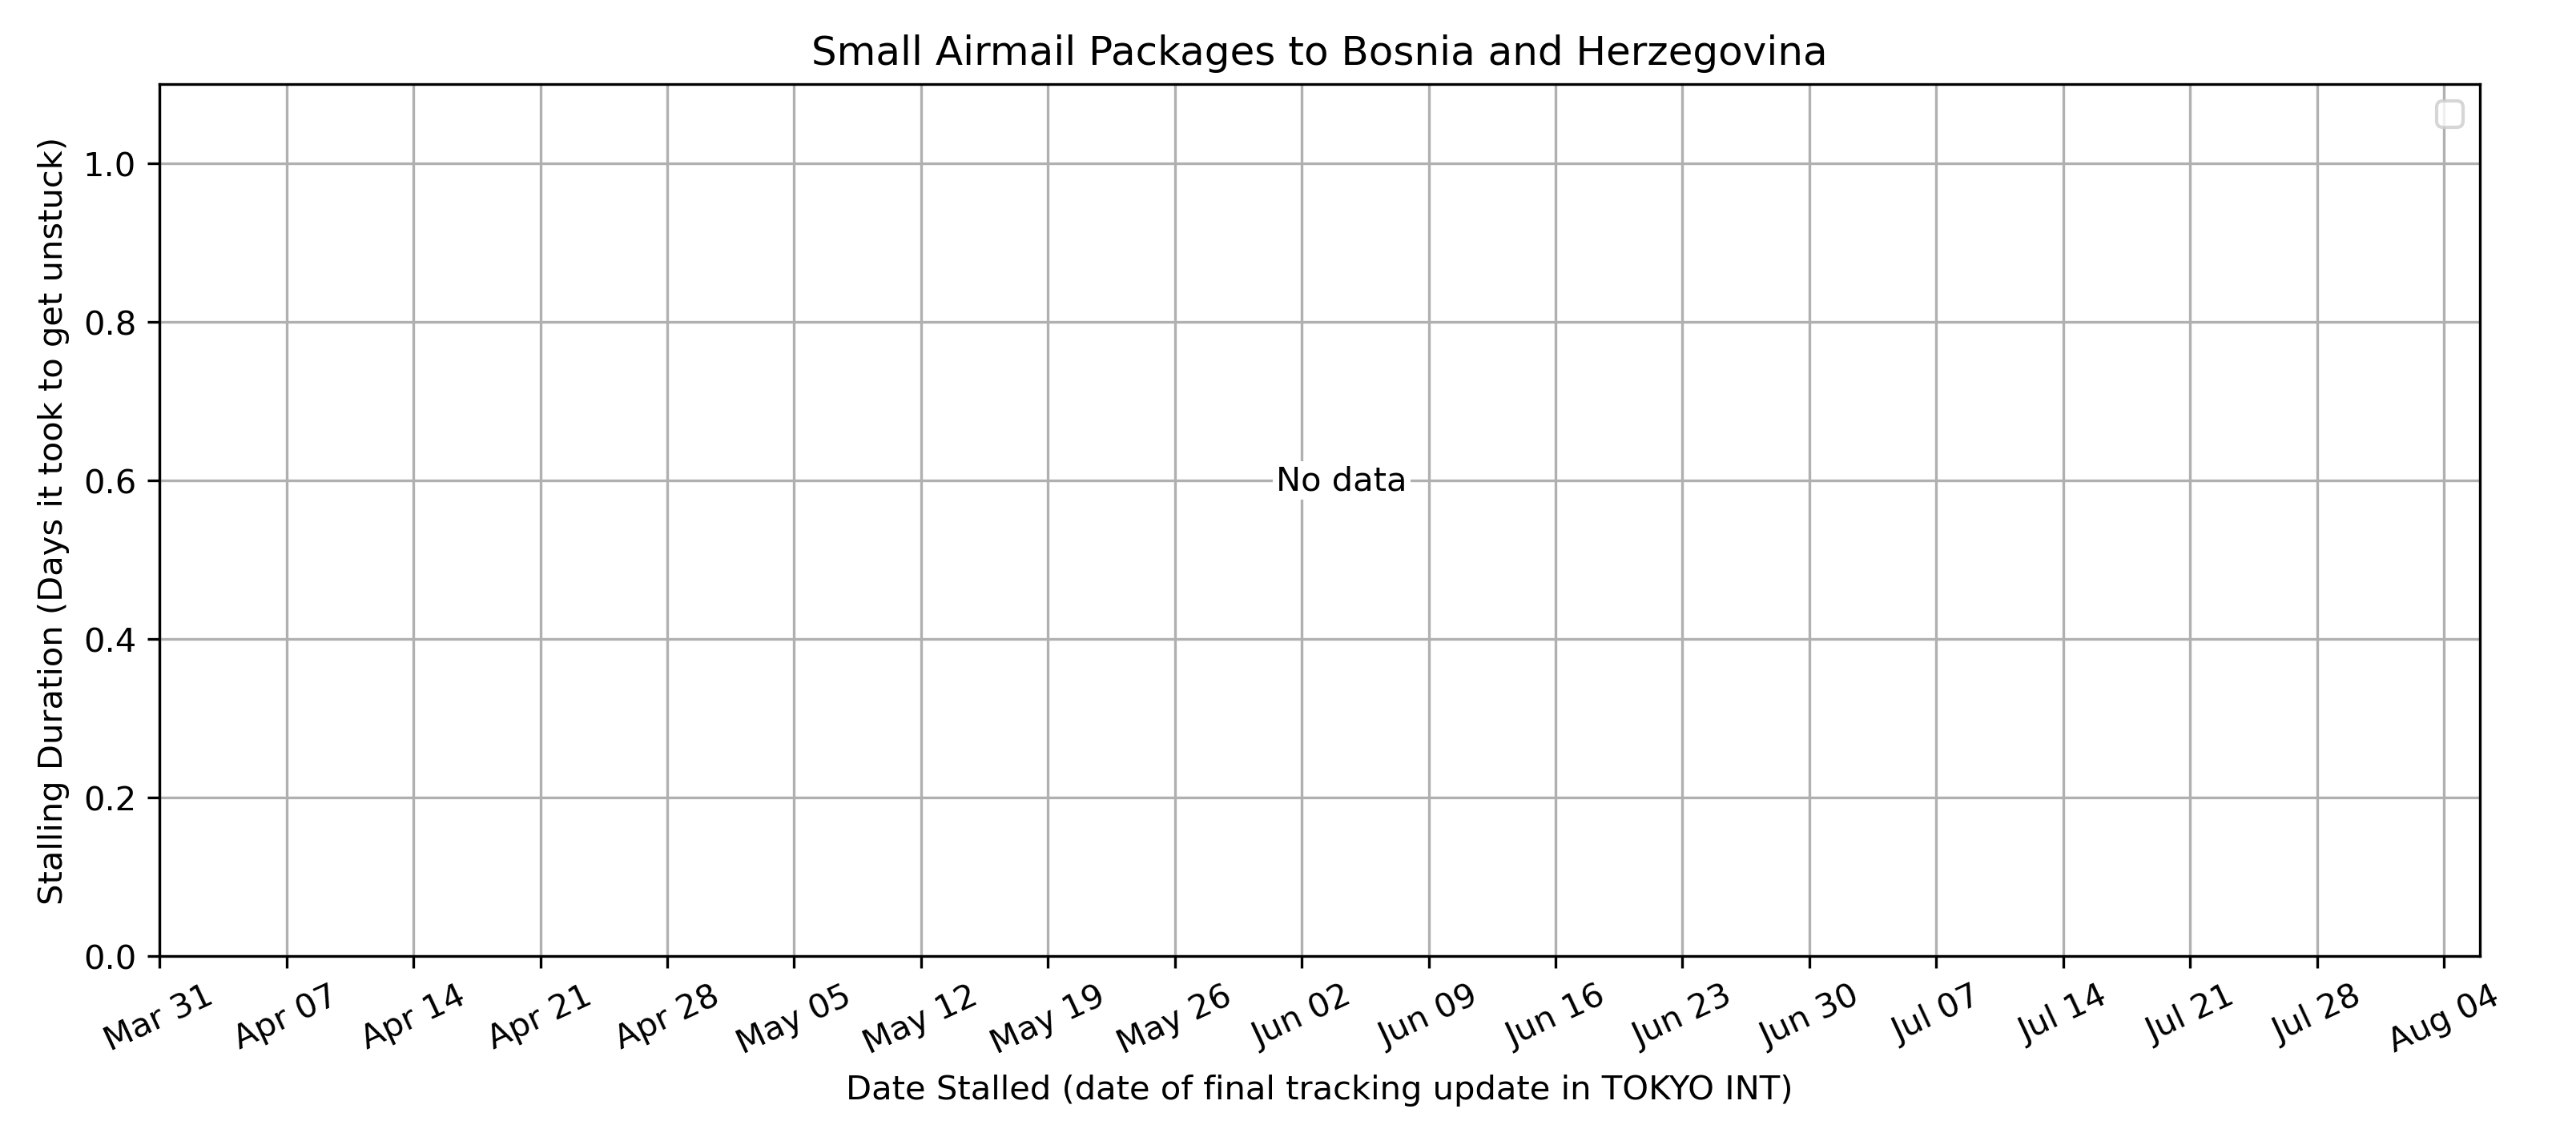 Small Airmail Packages to Bosnia and Herzegovina
Stalling Duration (Days it took to get unstuck)
1.0
0.8
0.6
0.4
0.2
0.0
No data
Mar 31 Apr 07 Apr 14 Apr 21 Apr 28 May 05 May 12 May 19 May 26 Jun 02 Jun 09 Jun 16 Jun 23 Jun 30 Jul 07 Jul 14 Jul 21 Jul 28 Aug 04
Date Stalled (date of final tracking update in TOKYO INT)